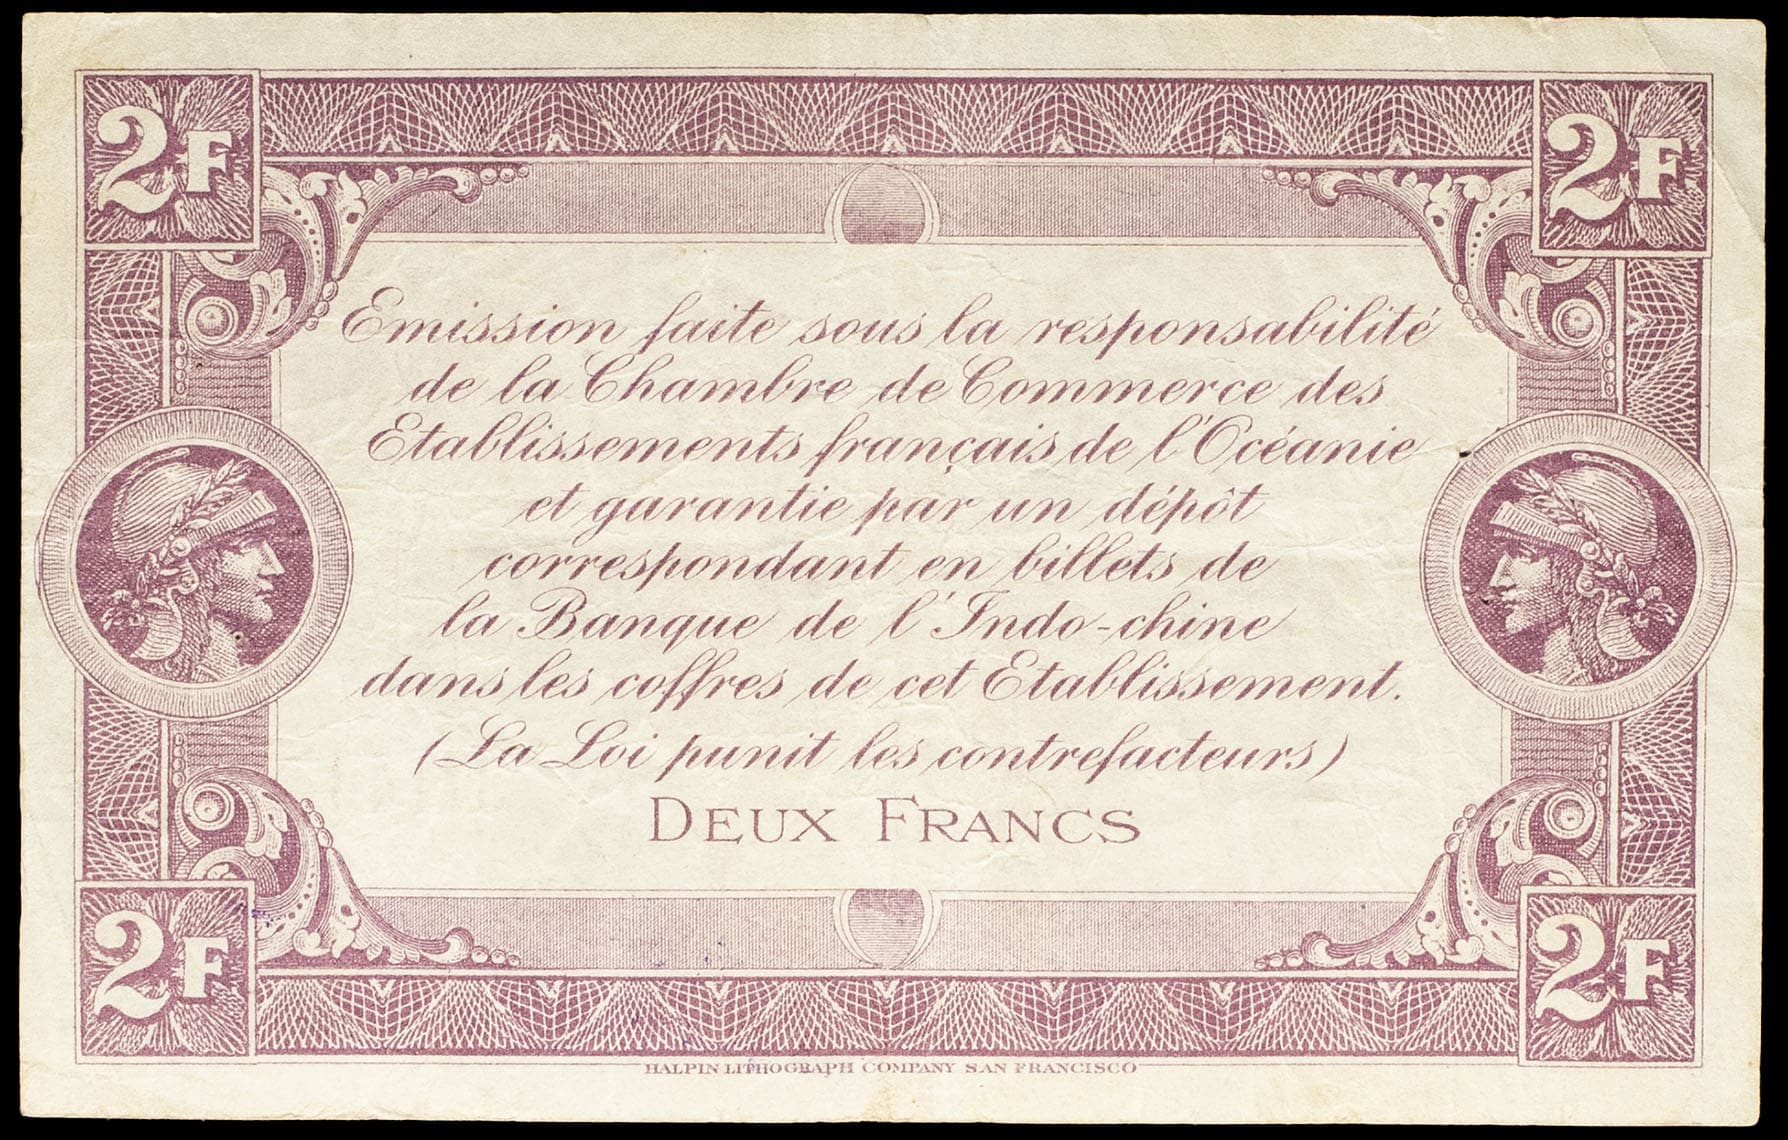 2F
2F
Emission faite sous la responsabilité
de la Chambre de Commerce des
Etablissements français de l'Océanie
et garantie par un dépôt
correspondant en billets de
la Banque de l'Indo-chine
dans les coffres de cet Etablissement.
(La Loi punit les contrefacteurs)
DEUX FRANCS
2F
2F
HALPIN LITHOGRAPH COMPANY SAN FRANCISCO